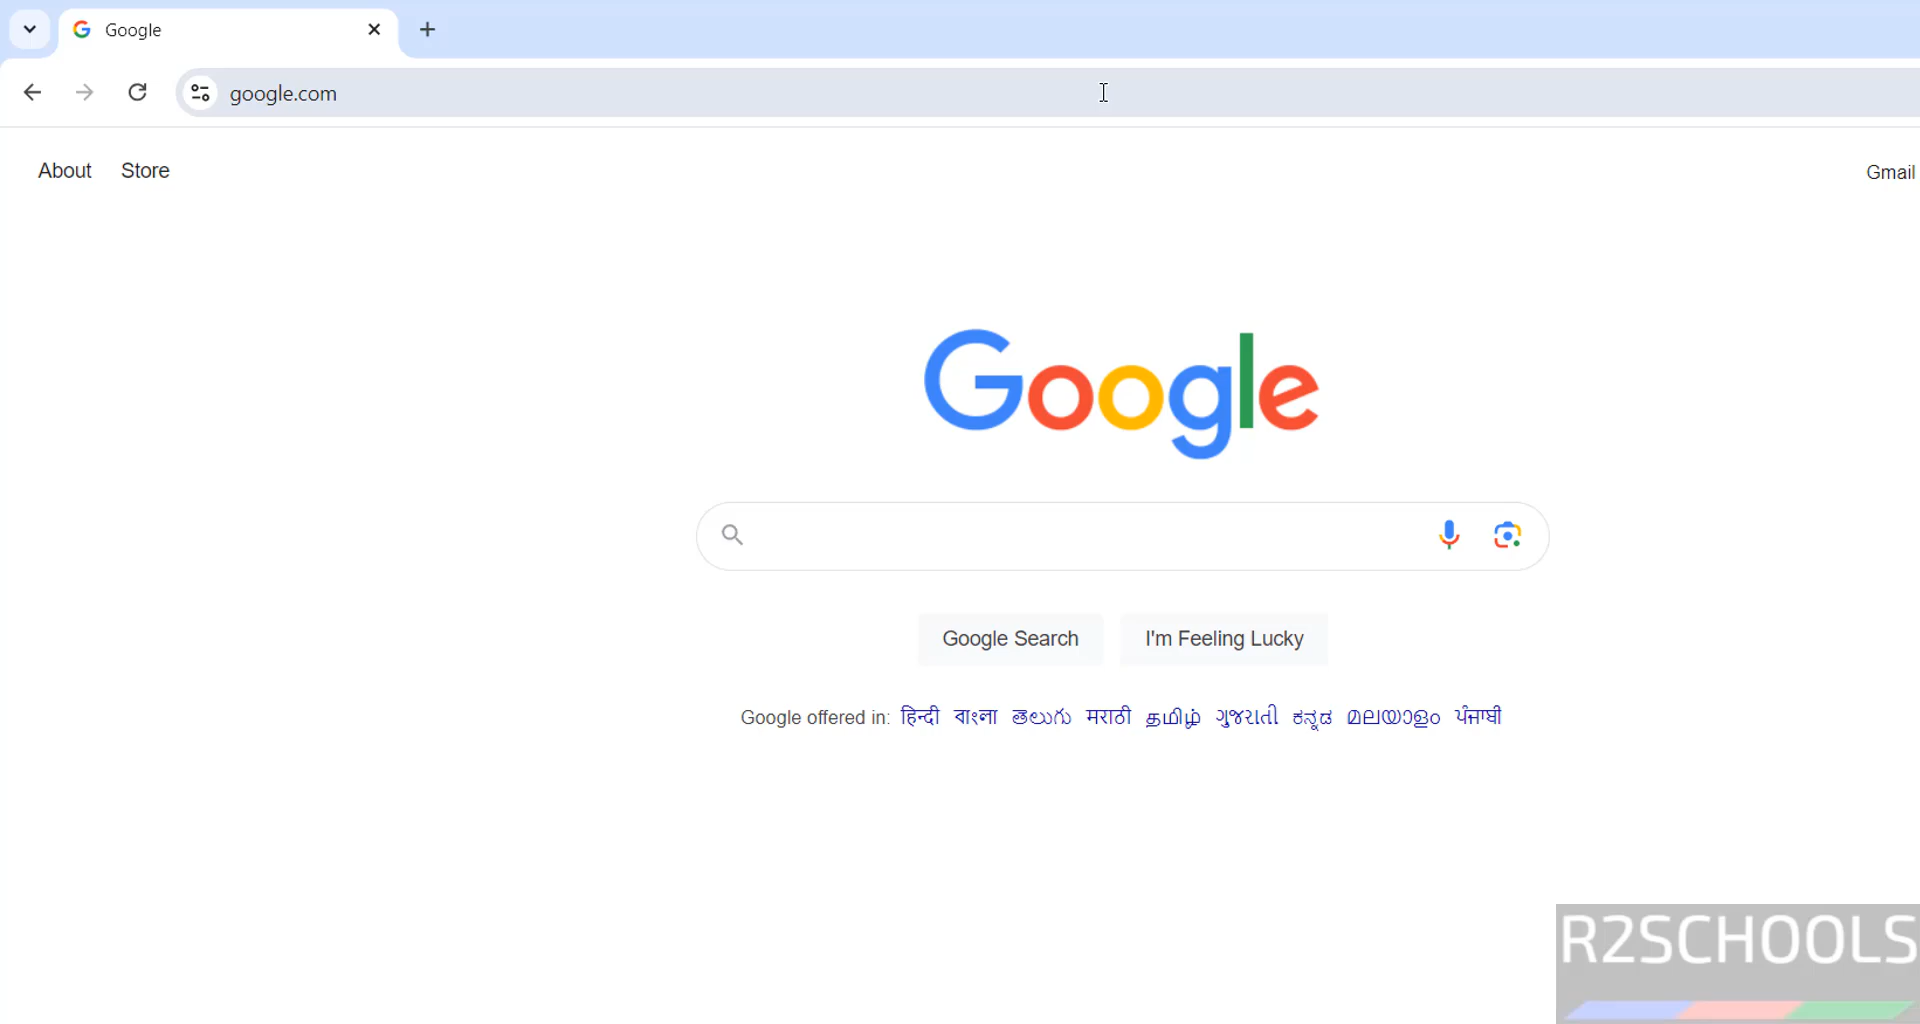 Google
google.com
About Store Gmail
Google
Google Search I'm Feeling Lucky
Google offered in: हिन्दी বাংলা తెలుగు मराठी தமிழ் ગુજરાતી ಕನ್ನಡ മലയാളം ਪੰਜਾਬੀ
R2SCHOOLS